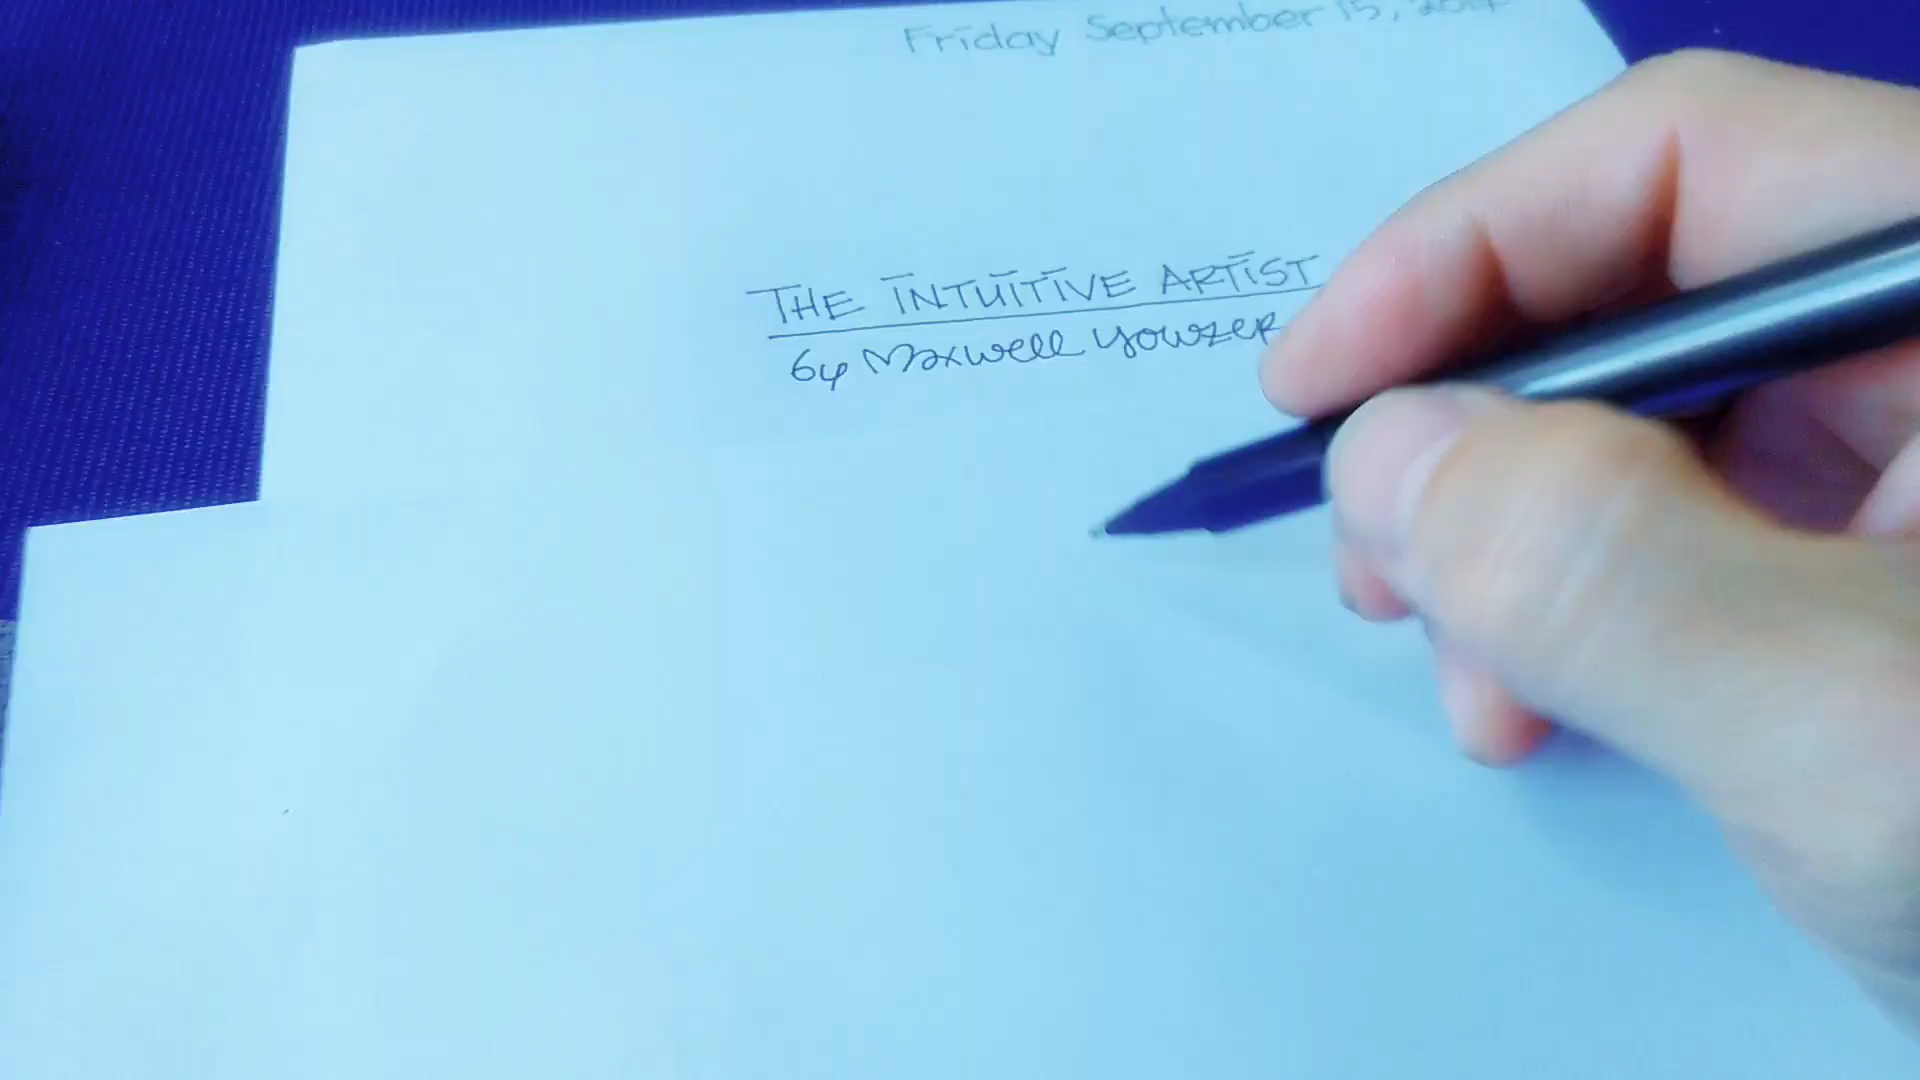 Friday September 15,
THE INTUITIVE ARTIST
by Maxwell Yowzer